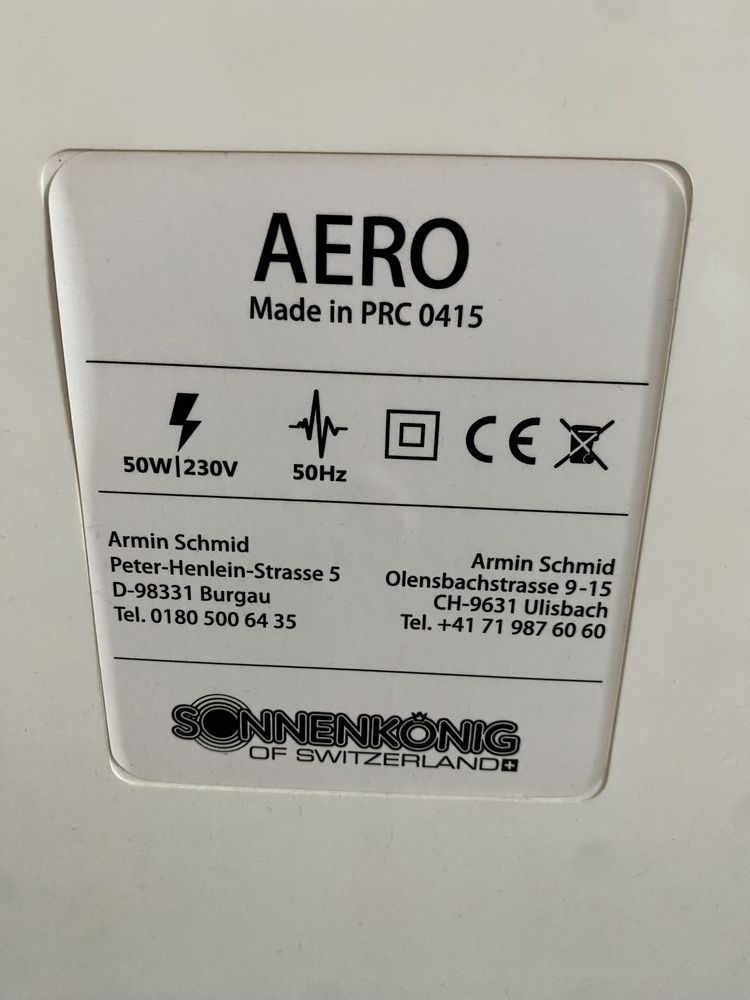 AERO
Made in PRC 0415
50W|230V
50Hz
CE
Armin Schmid
Peter-Henlein-Strasse 5
D-98331 Burgau
Tel. 0180 500 64 35
Armin Schmid
Olensbachstrasse 9-15
CH-9631 Ulisbach
Tel. +41 71 987 60 60
SONNENKÖNIG
OF SWITZERLAND